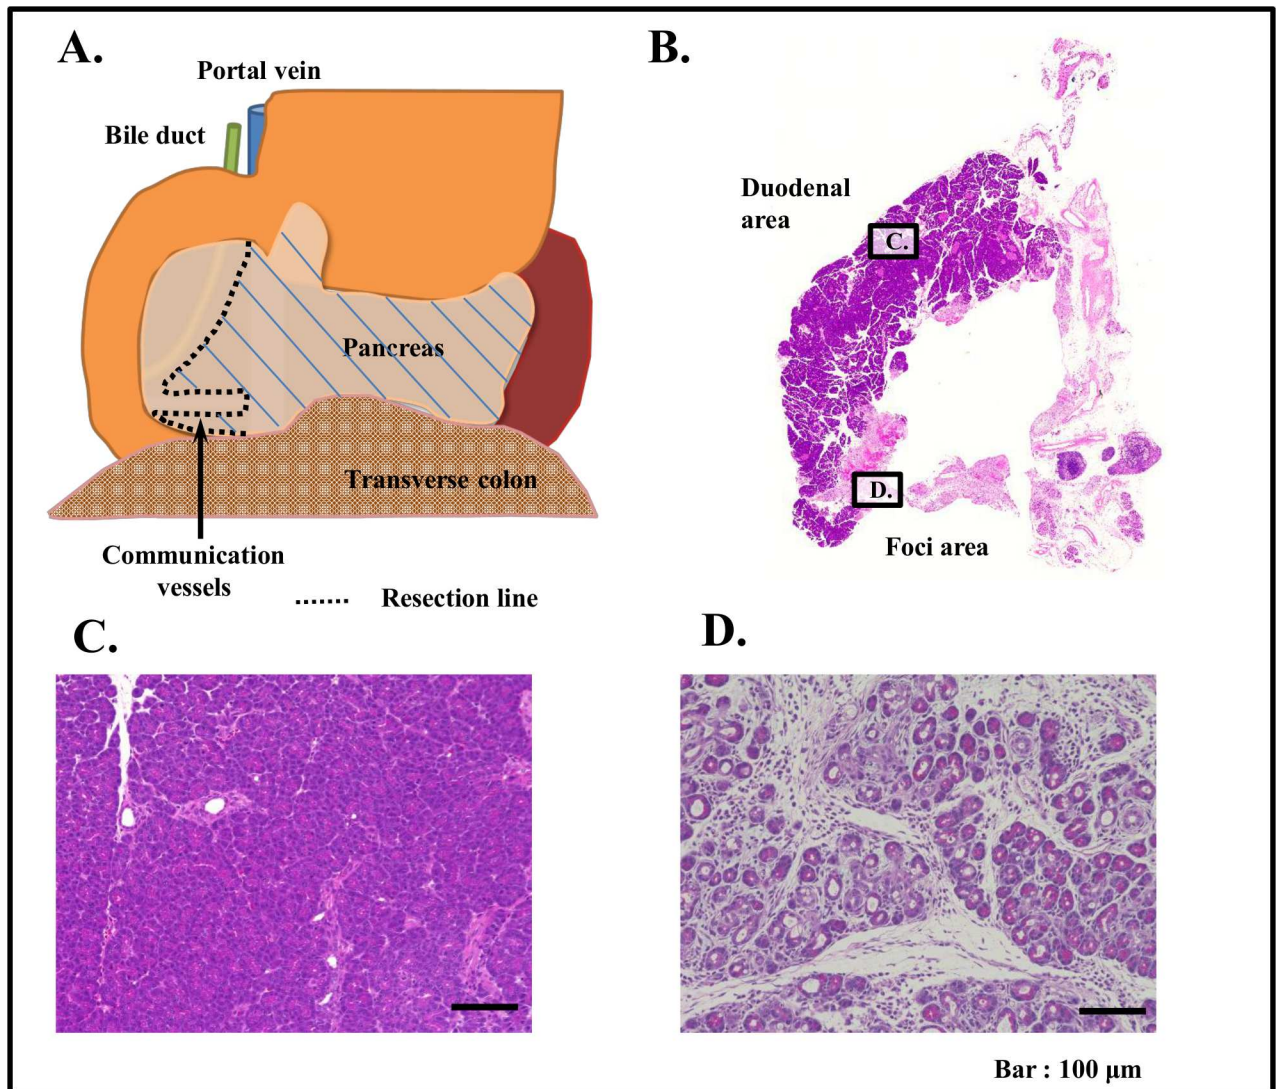 A.
Portal vein
Bile duct
Pancreas
Transverse colon
Communication
vessels
Resection line
B.
Duodenal
area
C.
D.
Foci area
C.
D.
Bar : 100 μm